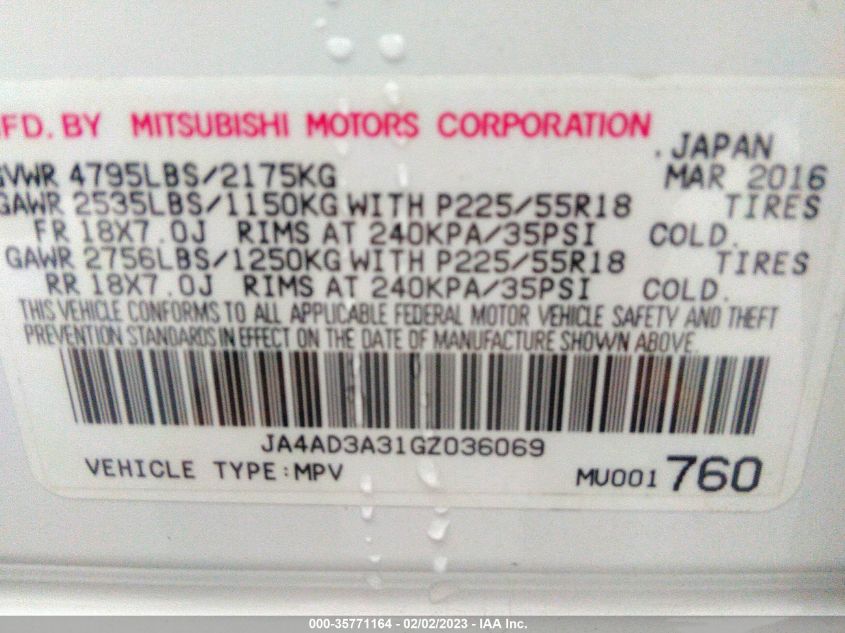 MFD. BY MITSUBISHI MOTORS CORPORATION
. JAPAN
GVWR 4795LBS/2175KG MAR 2016
GAWR 2535LBS/1150KG WITH P225/55R18 TIRES
FR 18X7.0J RIMS AT 240KPA/35PSI COLD.
GAWR 2756LBS/1250KG WITH P225/55R18 TIRES
RR 18X7.0J RIMS AT 240KPA/35PSI COLD.
THIS VEHICLE CONFORMS TO ALL APPLICABLE FEDERAL MOTOR VEHICLE SAFETY AND THEFT
PREVENTION STANDARDS IN EFFECT ON THE DATE OF MANUFACTURE SHOWN ABOVE.
JA4AD3A31GZ036069
VEHICLE TYPE:MPV MU001 760
000-35771164 - 02/02/2023 - IAA Inc.